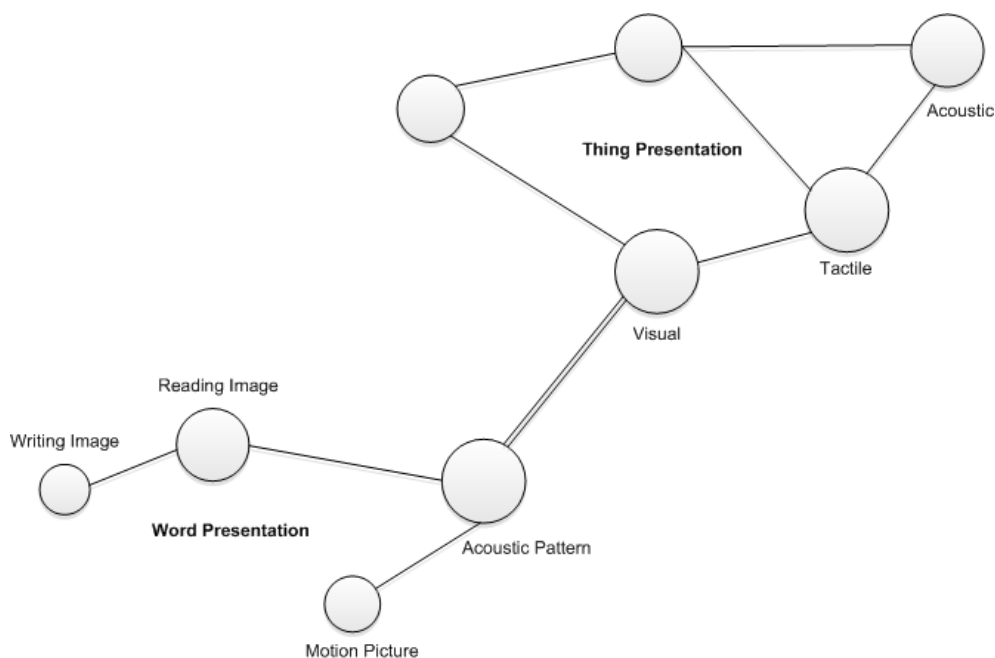 Acoustic
Thing Presentation
Tactile
Visual
Reading Image
Writing Image
Word Presentation
Acoustic Pattern
Motion Picture